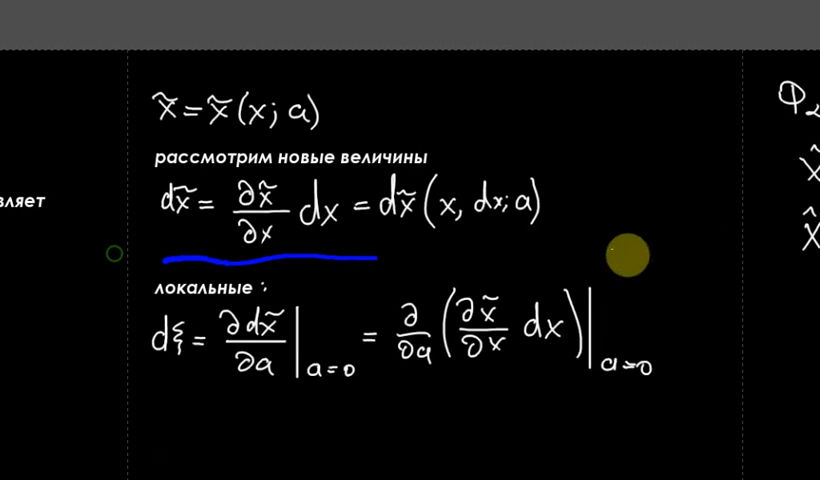 x̃ = x̃(x; a)
рассмотрим новые величины
dx̃ = ∂x̃/∂x dx = dx̃(x, dx; a)
вляет
локальные :
dξ = ∂dx̃/∂a |a=0 = ∂/∂a (∂x̃/∂x dx) |a=0
x̂
x̂